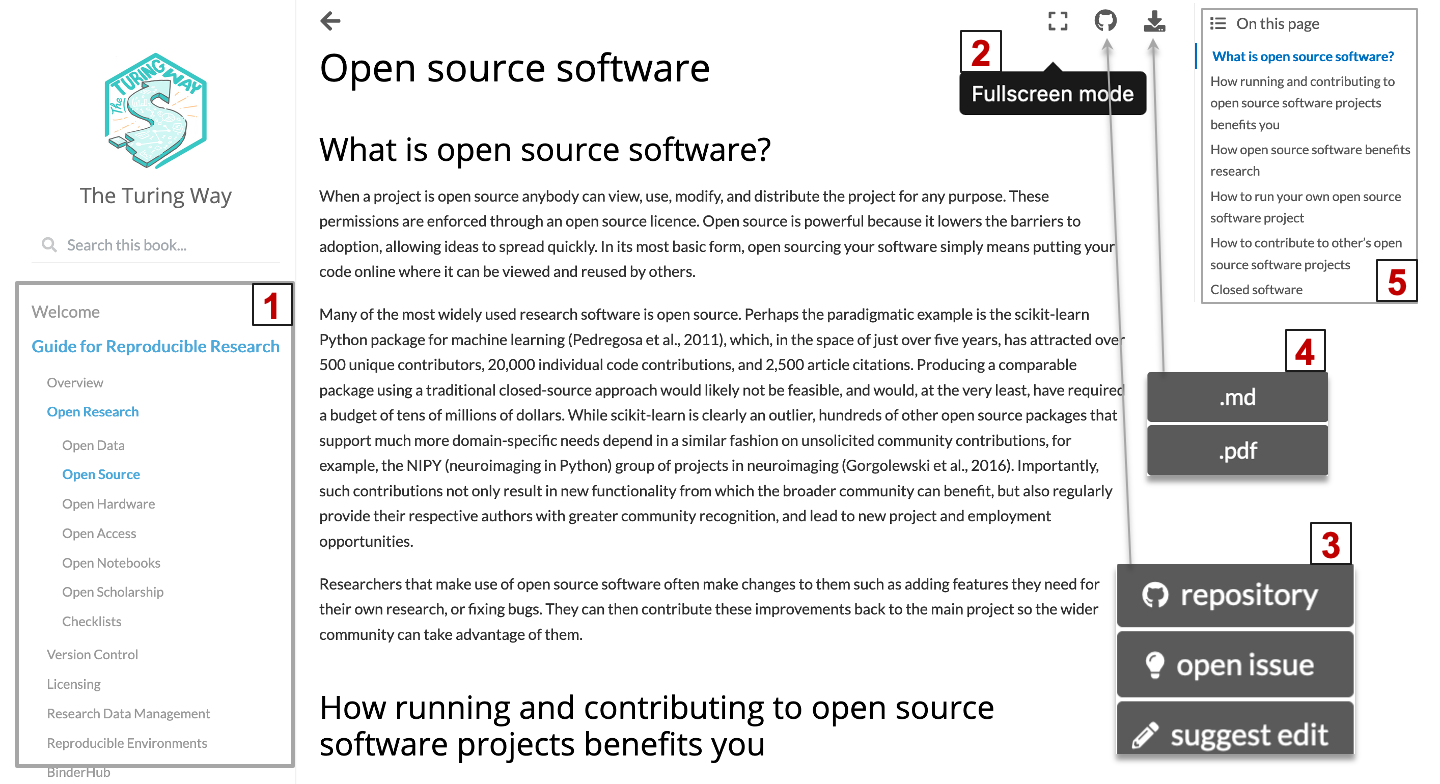 The TURING WAY
The Turing Way
Search this book...
1
Welcome
Guide for Reproducible Research
Overview
Open Research
Open Data
Open Source
Open Hardware
Open Access
Open Notebooks
Open Scholarship
Checklists
Version Control
Licensing
Research Data Management
Reproducible Environments
BinderHub
2
Fullscreen mode
Open source software
What is open source software?
When a project is open source anybody can view, use, modify, and distribute the project for any purpose. These
permissions are enforced through an open source licence. Open source is powerful because it lowers the barriers to
adoption, allowing ideas to spread quickly. In its most basic form, open sourcing your software simply means putting your
code online where it can be viewed and reused by others.
Many of the most widely used research software is open source. Perhaps the paradigmatic example is the scikit-learn
Python package for machine learning (Pedregosa et al., 2011), which, in the space of just over five years, has attracted over
500 unique contributors, 20,000 individual code contributions, and 2,500 article citations. Producing a comparable
package using a traditional closed-source approach would likely not be feasible, and would, at the very least, have required
a budget of tens of millions of dollars. While scikit-learn is clearly an outlier, hundreds of other open source packages that
support much more domain-specific needs depend in a similar fashion on unsolicited community contributions, for
example, the NIPY (neuroimaging in Python) group of projects in neuroimaging (Gorgolewski et al., 2016). Importantly,
such contributions not only result in new functionality from which the broader community can benefit, but also regularly
provide their respective authors with greater community recognition, and lead to new project and employment
opportunities.
Researchers that make use of open source software often make changes to them such as adding features they need for
their own research, or fixing bugs. They can then contribute these improvements back to the main project so the wider
community can take advantage of them.
How running and contributing to open source
software projects benefits you
On this page
What is open source software?
How running and contributing to
open source software projects
benefits you
How open source software benefits
research
How to run your own open source
software project
How to contribute to other's open
source software projects
Closed software
5
4
.md
.pdf
3
repository
open issue
suggest edit